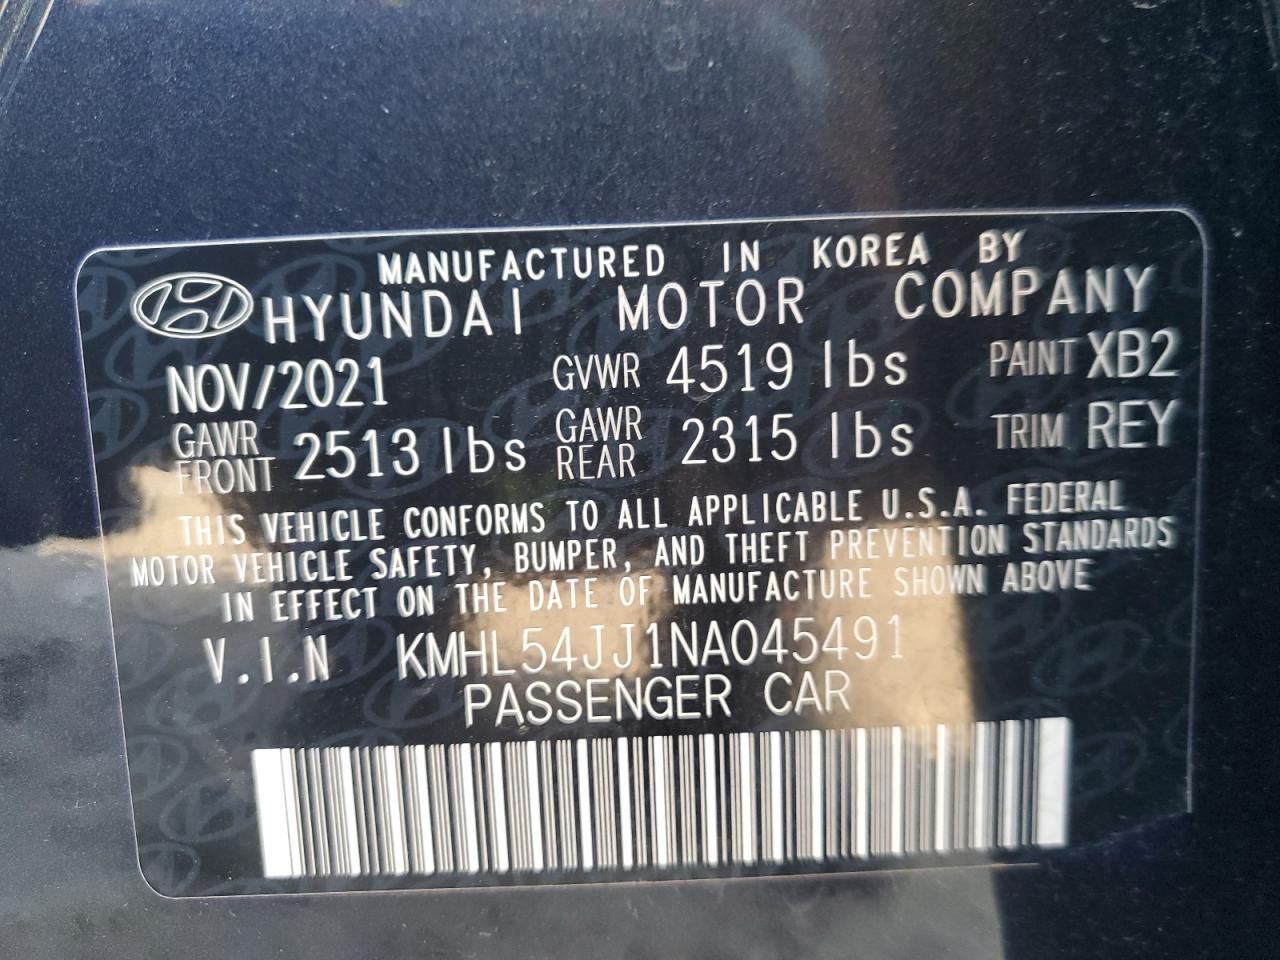 MANUFACTURED IN KOREA BY
HYUNDAI MOTOR COMPANY
NOV/2021 GVWR 4519 lbs PAINT XB2
GAWR FRONT 2513 lbs GAWR REAR 2315 lbs TRIM REY
THIS VEHICLE CONFORMS TO ALL APPLICABLE U.S.A. FEDERAL
MOTOR VEHICLE SAFETY, BUMPER, AND THEFT PREVENTION STANDARDS
IN EFFECT ON THE DATE OF MANUFACTURE SHOWN ABOVE
V.I.N KMHL54JJ1NA045491
PASSENGER CAR